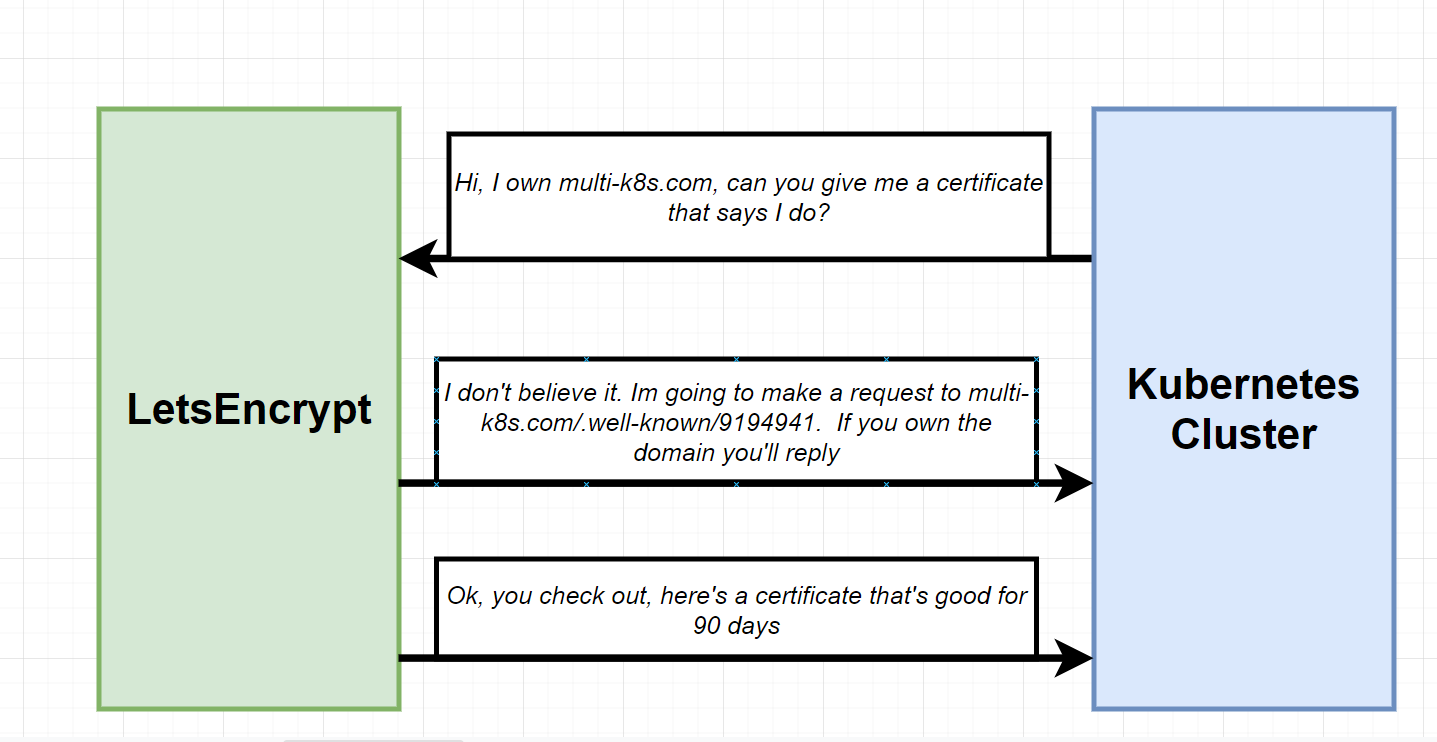 Hi, I own multi-k8s.com, can you give me a certificate
that says I do?
I don't believe it. Im going to make a request to multi-
k8s.com/.well-known/9194941.  If you own the
domain you'll reply
LetsEncrypt
Kubernetes
Cluster
Ok, you check out, here's a certificate that's good for
90 days